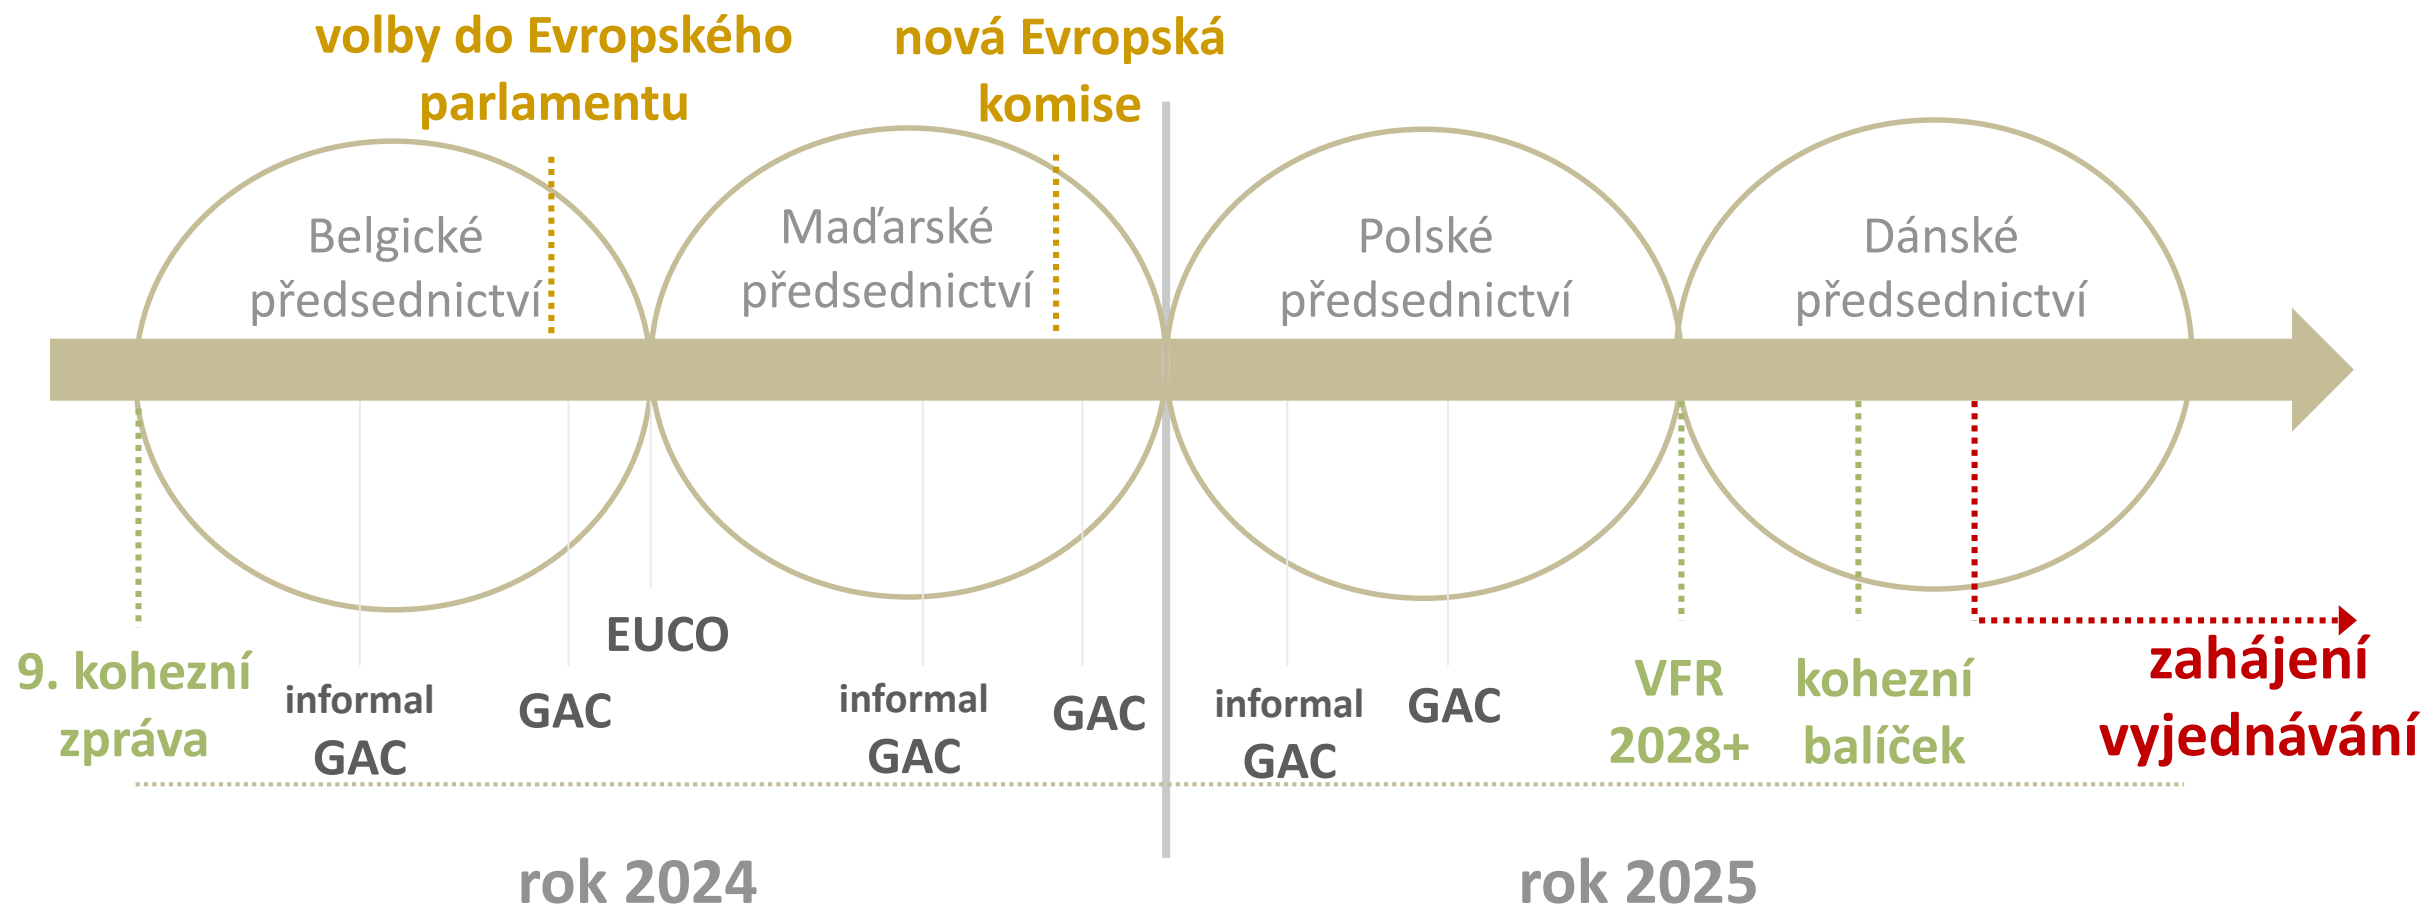 volby do Evropského
parlamentu
nová Evropská
komise
Belgické
předsednictví
Maďarské
předsednictví
Polské
předsednictví
Dánské
předsednictví
9. kohezní
zpráva
informal
GAC
GAC
EUCO
informal
GAC
GAC
informal
GAC
GAC
VFR
2028+
kohezní
balíček
zahájení
vyjednávání
rok 2024
rok 2025